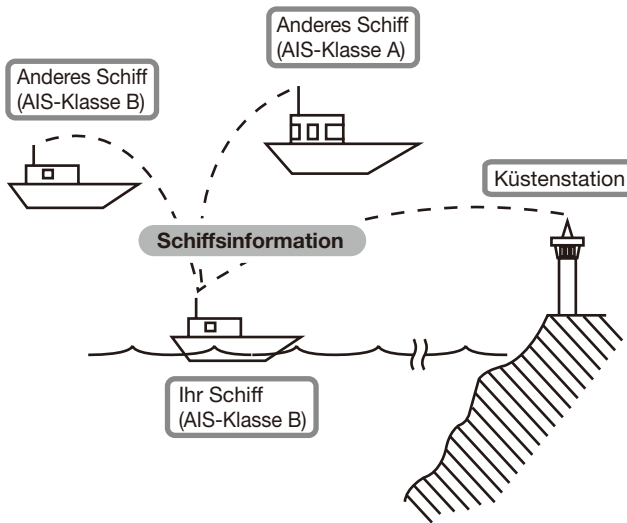 Anderes Schiff
(AIS-Klasse A)
Anderes Schiff
(AIS-Klasse B)
Küstenstation
Schiffsinformation
Ihr Schiff
(AIS-Klasse B)